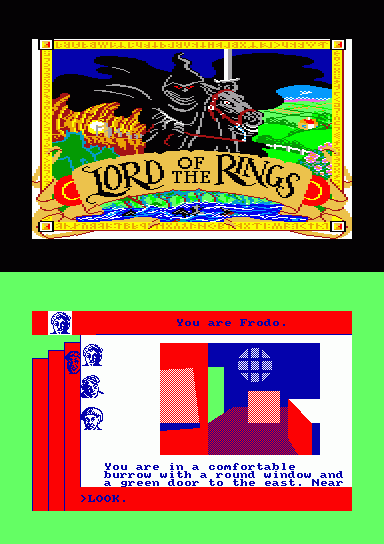 LORD OF THE RINGS
You are Frodo.
You are in a comfortable
burrow with a round window and
a green door to the east. Near
>LOOK.